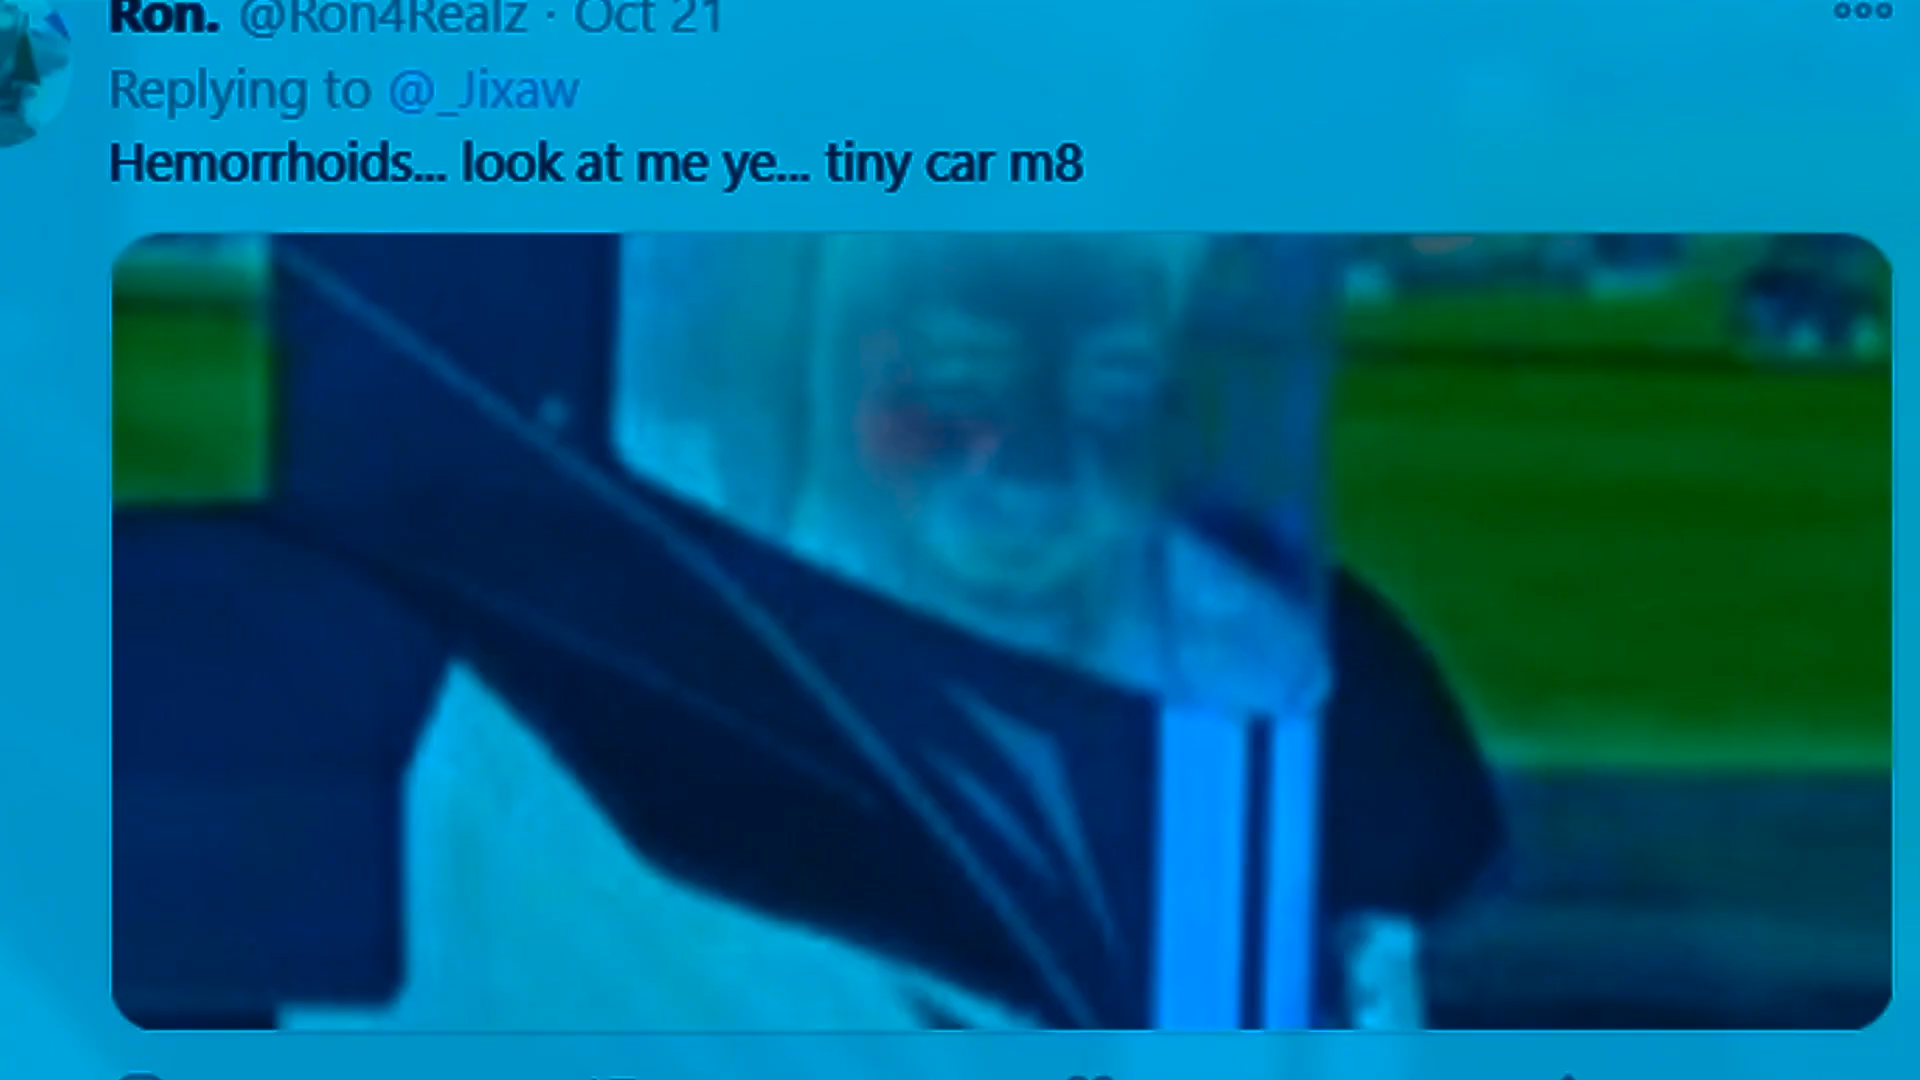 Ron. @Ron4Realz · Oct 21
Replying to @_Jixaw
Hemorrhoids... look at me ye... tiny car m8